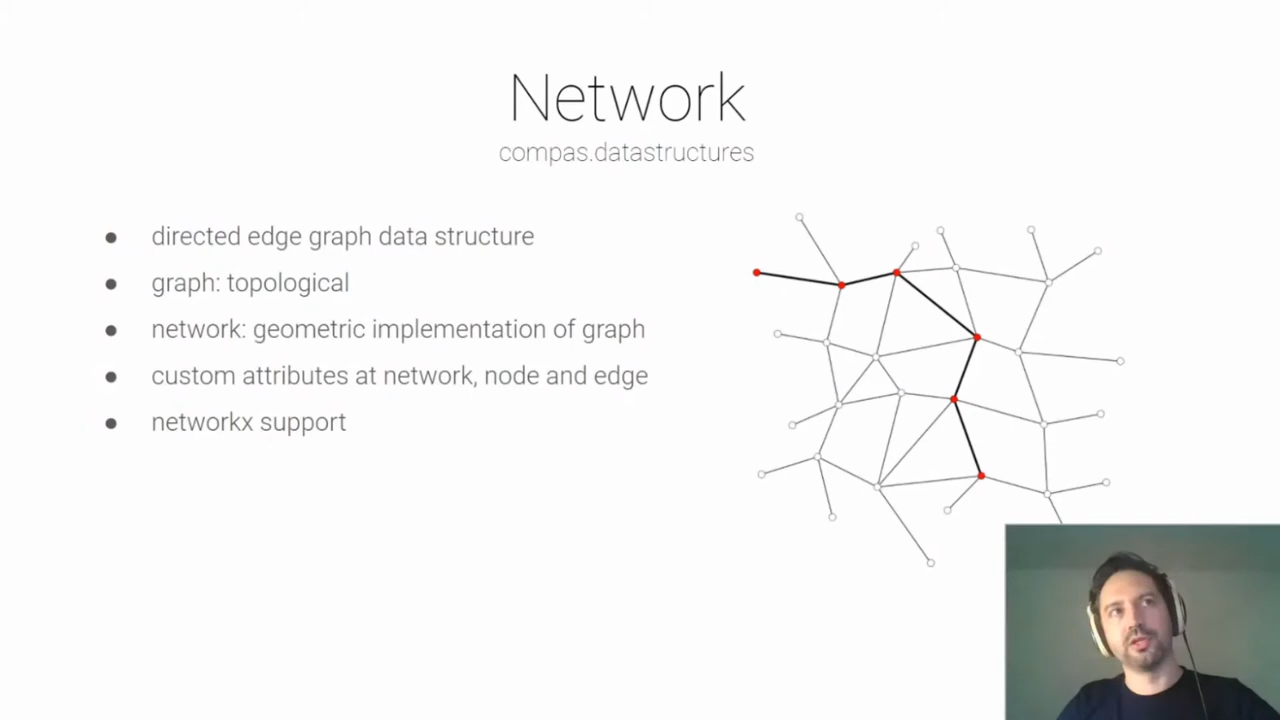 Network
compas.datastructures
● directed edge graph data structure
● graph: topological
● network: geometric implementation of graph
● custom attributes at network, node and edge
● networkx support